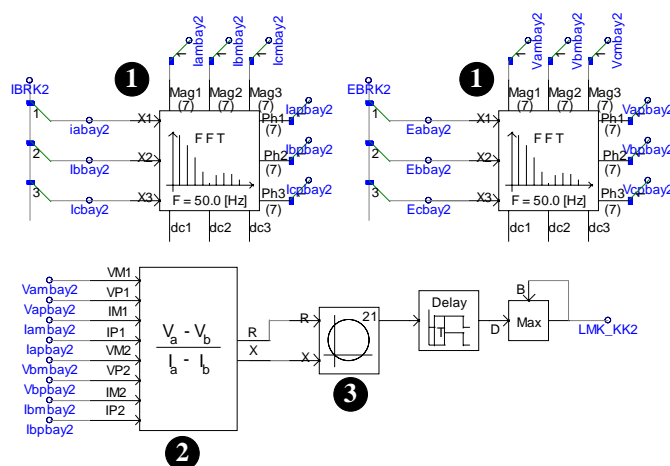 Iambay2
Ibmbay2
Icmbay2
Vambay2
Vbmbay2
Vcmbay2
1
1
IBRK2
Mag1 Mag2 Mag3
(7) (7) (7)
EBRK2
Mag1 Mag2 Mag3
(7) (7) (7)
1
iabay2
X1
Ph1
(7)
Iapbay2
2
Ibbay2
X2
FFT
Ph2
(7)
Ibpbay2
3
Icbay2
X3
Ph3
(7)
Icpbay2
F = 50.0 [Hz]
dc1 dc2 dc3
1
Eabay2
X1
Ph1
(7)
Vapbay2
2
Ebbay2
X2
FFT
Ph2
(7)
Vbpbay2
3
Ecbay2
X3
Ph3
(7)
Vcpbay2
F = 50.0 [Hz]
dc1 dc2 dc3
Vambay2 VM1
Vapbay2 VP1
Iambay2 IM1
Iapbay2 IP1
Vbmbay2 VM2
Vbpbay2 VP2
Ibmbay2 IM2
Ibpbay2 IP2
Va - Vb
Ia - Ib
R
X
2
R
X
21
3
Delay
T
D
B
Max
LMK_KK2